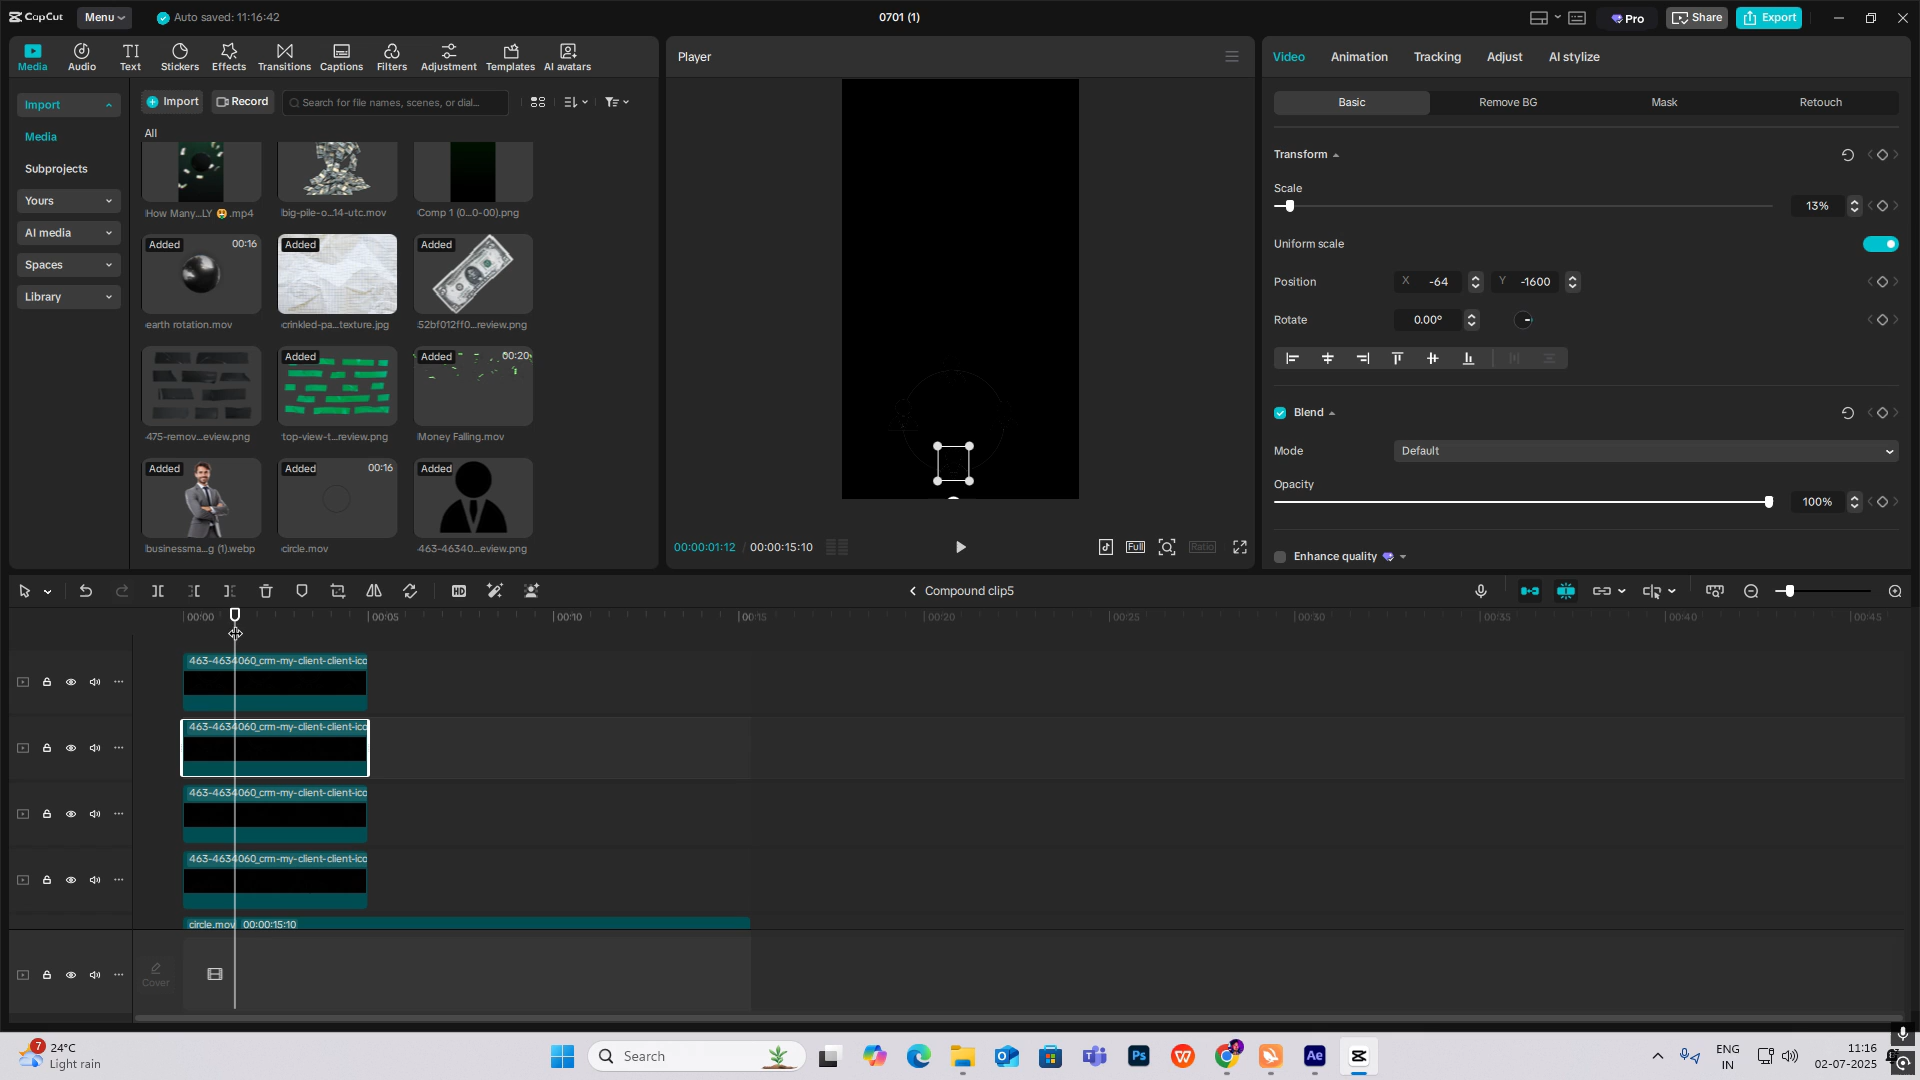 CapCut Menu Auto saved: 11:16:42 0701 (1) Pro Share Export
Media Audio Text Stickers Effects Transitions Captions Filters Adjustment Templates AI avatars
Player
Video Animation Tracking Adjust AI stylize
Import
Media
Subprojects
Yours
AI media
Spaces
Library
Import Record Search for file names, scenes, or dial...
All
How Many...LY 🤑.mp4 big-pile-o...14-utc.mov Comp 1 (0...0-00).png
Added 00:16 Added Added
earth rotation.mov crinkled-pa...texture.jpg 52bf012ff0...review.png
Added Added 00:20
475-remov...eview.png top-view-t...review.png Money Falling.mov
Added Added 00:16 Added
businessma...g (1).webp circle.mov 463-46340...eview.png
00:00:01:12 / 00:00:15:10
Full Ratio
Basic Remove BG Mask Retouch
Transform
Scale
13%
Uniform scale
Position X -64 Y -1600
Rotate 0.00°
Blend
Mode Default
Opacity
100%
Enhance quality
HD
Compound clip5
00:00 00:05 00:10 00:15 00:20 00:25 00:30 00:35 00:40 00:45
463-4634060_crm-my-client-client-ico
463-4634060_crm-my-client-client-ico
463-4634060_crm-my-client-client-ico
463-4634060_crm-my-client-client-ico
circle.mov 00:00:15:10
Cover
7
24°C
Light rain
Search
Ps
Ae
ENG
IN
11:16
02-07-2025